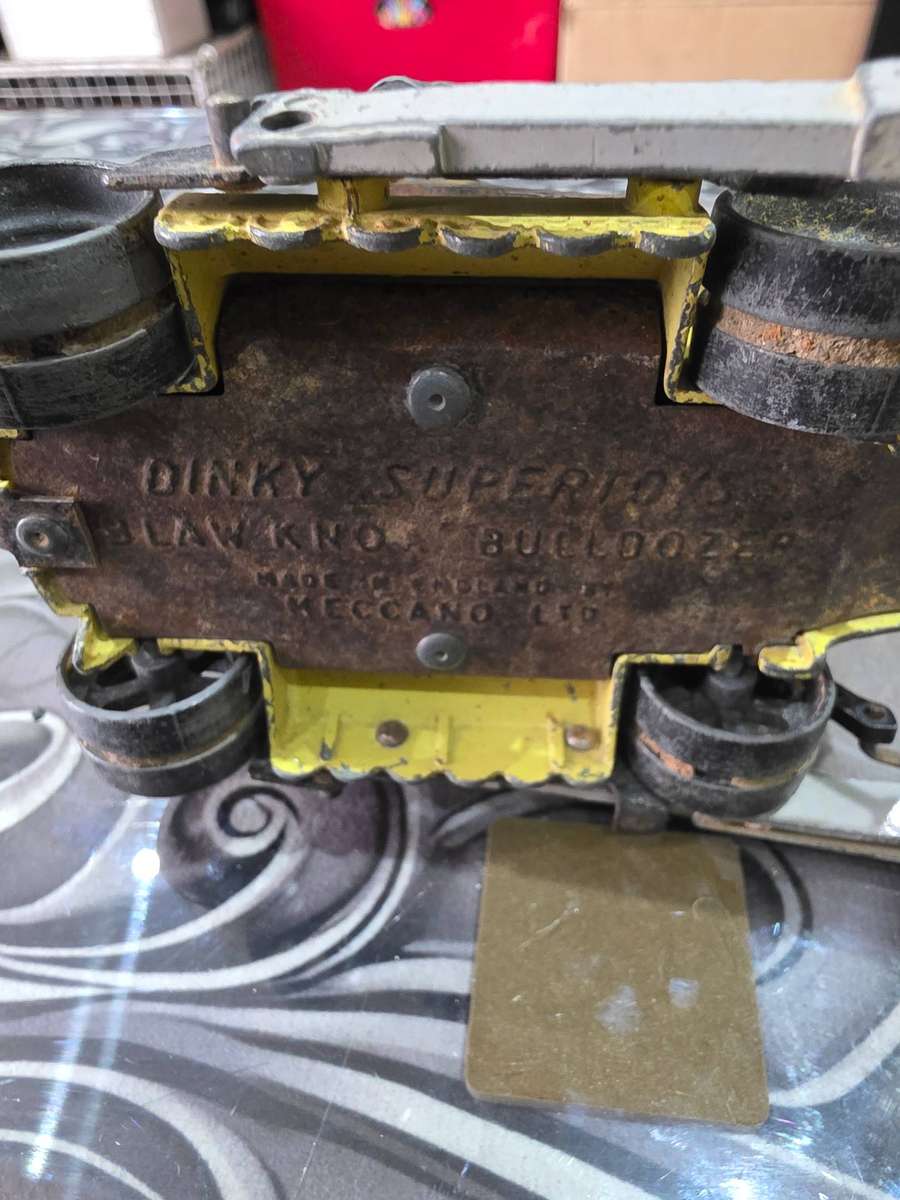 DINKY SUPERTOYS
BLAW KNOX BULLDOZER
MADE IN ENGLAND BY
MECCANO LTD